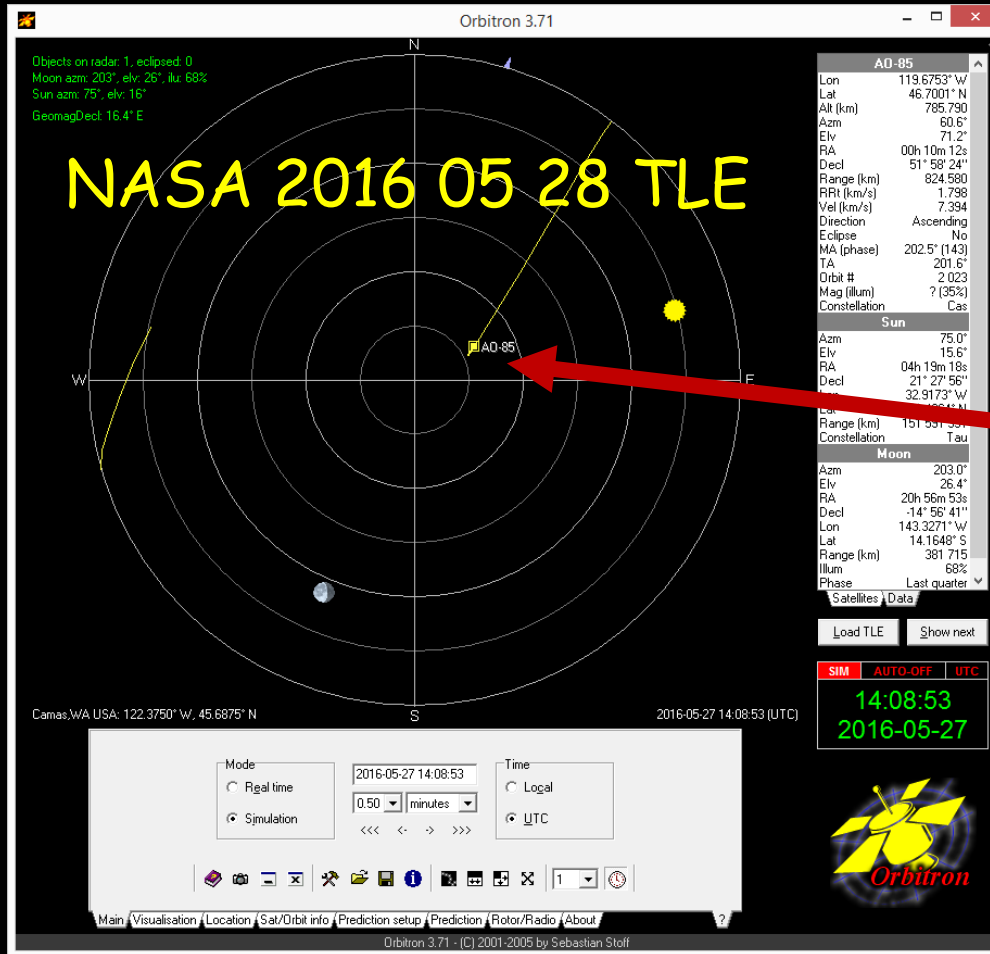 Orbitron 3.71
Objects on radar: 1, eclipsed: 0
Moon azm: 203°, elv: 26°, ilu: 68%
Sun azm: 75°, elv: 16°
GeomagDecl: 16.4° E
NASA 2016 05 28 TLE
N
W
E
S
AO-85
Camas,WA USA: 122.3750° W, 45.6875° N
2016-05-27 14:08:53 (UTC)
AO-85
Lon 119.6753° W
Lat 46.7001° N
Alt (km) 785.790
Azm 60.6°
Elv 71.2°
RA 00h 10m 12s
Decl 51° 58' 24"
Range (km) 824.580
RRt (km/s) 1.798
Vel (km/s) 7.394
Direction Ascending
Eclipse No
MA (phase) 202.5° (143)
TA 201.6°
Orbit # 2 023
Mag (illum) ? (35%)
Constellation Cas
Sun
Azm 75.0°
Elv 15.6°
RA 04h 19m 18s
Decl 21° 27' 56"
32.9173° W
Range (km)
Constellation Tau
Moon
Azm 203.0°
Elv 26.4°
RA 20h 56m 53s
Decl -14° 56' 41"
Lon 143.3271° W
Lat 14.1648° S
Range (km) 381 715
Illum 68%
Phase Last quarter
Satellites Data
Load TLE Show next
SIM AUTO-OFF UTC
14:08:53
2016-05-27
Mode
Real time
Simulation
2016-05-27 14:08:53
0.50 minutes
<<< <- -> >>>
Time
Local
UTC
1
Main Visualisation Location Sat/Orbit info Prediction setup Prediction Rotor/Radio About ?
Orbitron
Orbitron 3.71 - (C) 2001-2005 by Sebastian Stoff